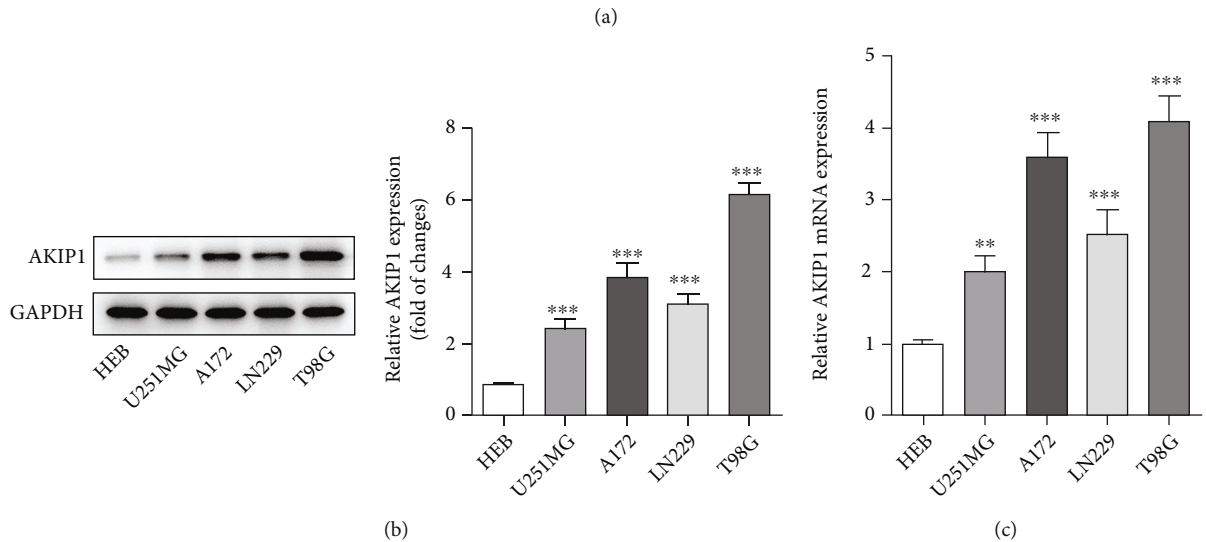 (a)
AKIP1
GAPDH
HEB
U251MG
A172
LN229
T98G
Relative AKIP1 expression
(fold of changes)
8
6
4
2
0
***
***
***
***
HEB
U251MG
A172
LN229
T98G
(b)
Relative AKIP1 mRNA expression
5
4
3
2
1
0
**
***
***
***
HEB
U251MG
A172
LN229
T98G
(c)